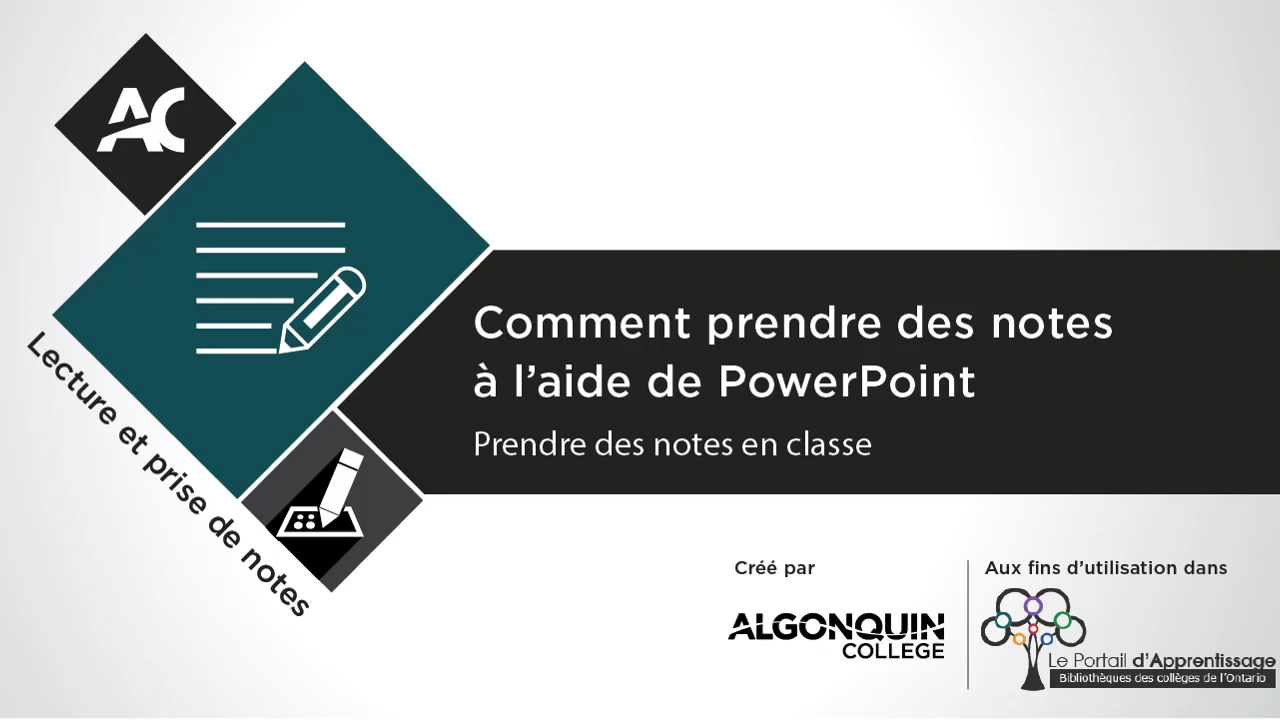 AC
Lecture et prise de notes
Comment prendre des notes
à l’aide de PowerPoint
Prendre des notes en classe
Créé par
ALGONQUIN
COLLEGE
Aux fins d’utilisation dans
Le Portail d’Apprentissage
Bibliothèques des collèges de l’Ontario